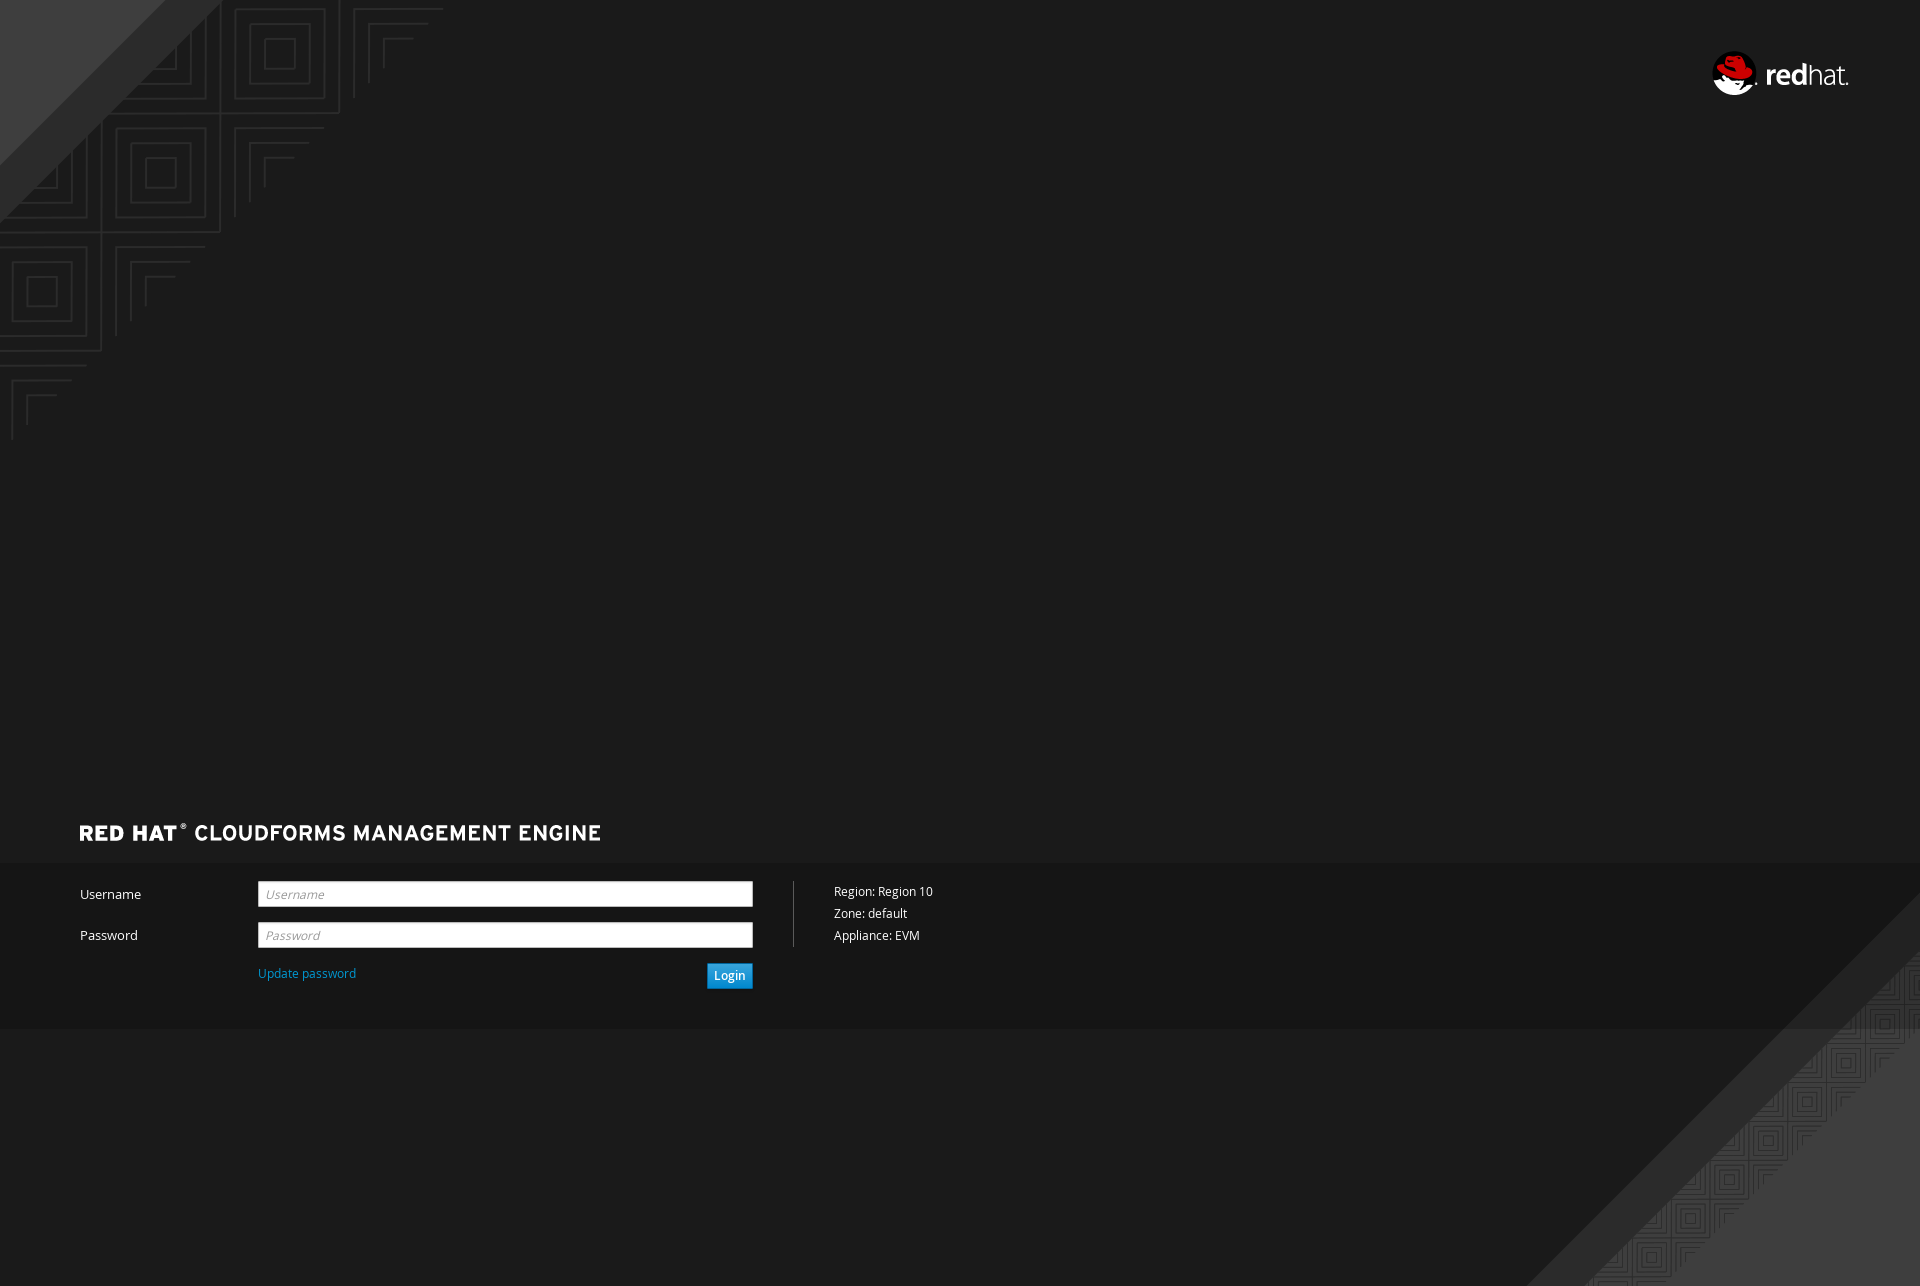 redhat.
RED HAT® CLOUDFORMS MANAGEMENT ENGINE
Username
Username
Password
Password
Update password
Login
Region: Region 10
Zone: default
Appliance: EVM